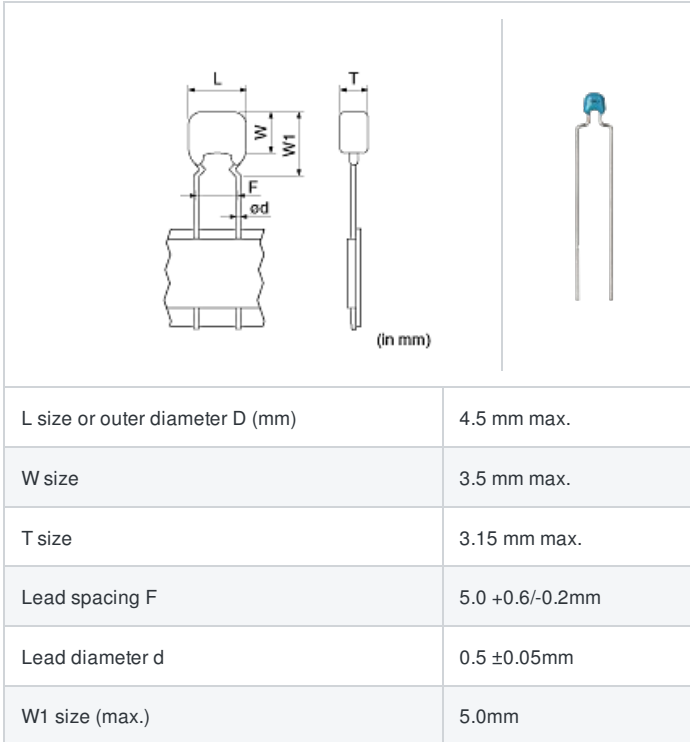 L
T
W
W1
F
ød
(in mm)
L size or outer diameter D (mm) 4.5 mm max.
W size 3.5 mm max.
T size 3.15 mm max.
Lead spacing F 5.0 +0.6/-0.2mm
Lead diameter d 0.5 ±0.05mm
W1 size (max.) 5.0mm